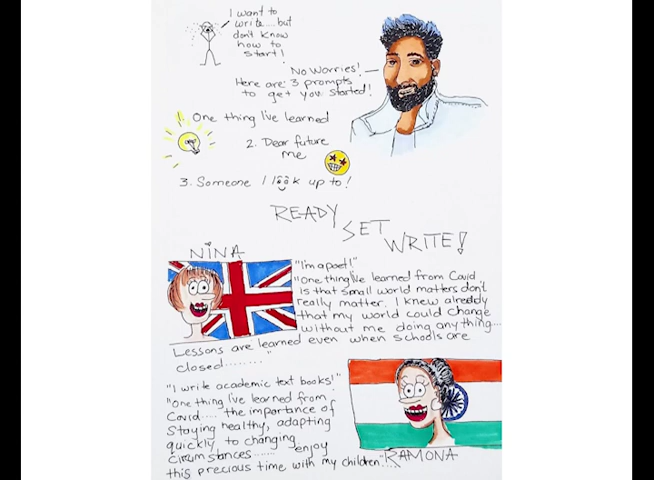 I want to
write.... but
don't know
how to
start!
No Worries!
Here are: 3 prompts
to get you started!
1. One thing I've learned
2. Dear future
me
3. Someone I look up to!
READY
SET
WRITE!
NINA
"I'm a poet!"
"One thing I've learned from Covid
is that small world matters don't
really matter. I knew already
that my world could change
without me doing anything...
Lessons are learned even when schools are
closed........"
"I write academic text books!"
"One thing I've learned from
Covid..... the importance of
staying healthy, adapting
quickly to changing
circumstances....... enjoy
this precious time with my children"
RAMONA